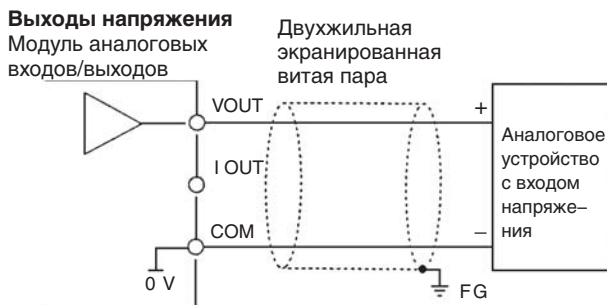 Выходы напряжения
Модуль аналоговых
входов/выходов
Двухжильная
экранированная
витая пара
VOUT
+
I OUT
Аналоговое
устройство
с входом
напряже–
ния
COM
–
0 V
FG